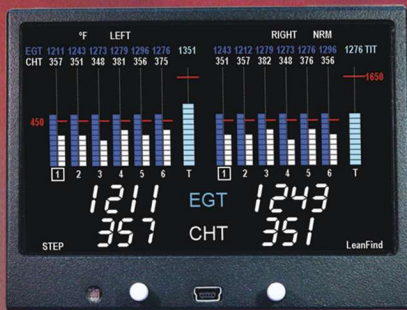 °F LEFT RIGHT NRM
EGT 1211 1243 1273 1279 1296 1276 1351 1243 1212 1279 1273 1276 1296 1276 TIT
CHT 357 351 348 381 356 375 351 357 382 348 376 356
1650
450
1 2 3 4 5 6 T 1 2 3 4 5 6 T
1211 EGT 1243
357 CHT 351
STEP LeanFind